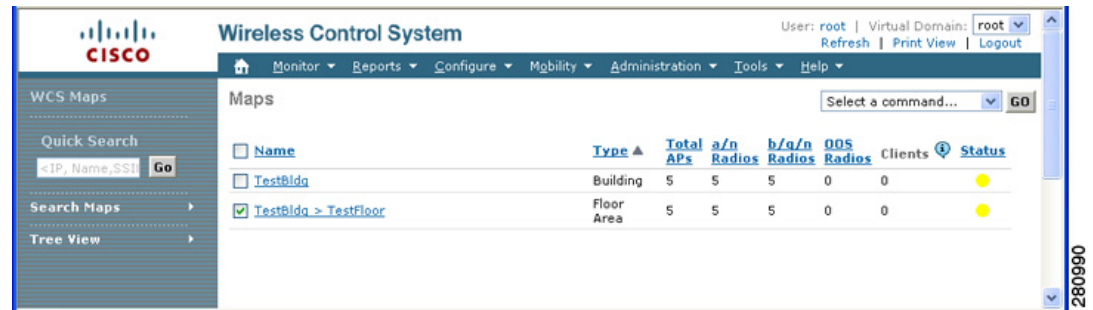 CISCO
Wireless Control System
User: root | Virtual Domain: root
Refresh | Print View | Logout
Monitor Reports Configure Mobility Administration Tools Help
WCS Maps
Quick Search
<IP, Name,SSI Go
Search Maps
Tree View
Maps
Select a command... GO
Name Type Total APs a/n Radios b/g/n Radios OOS Radios Clients Status
TestBldg Building 5 5 5 0 0
TestBldg > TestFloor Floor Area 5 5 5 0 0
280990